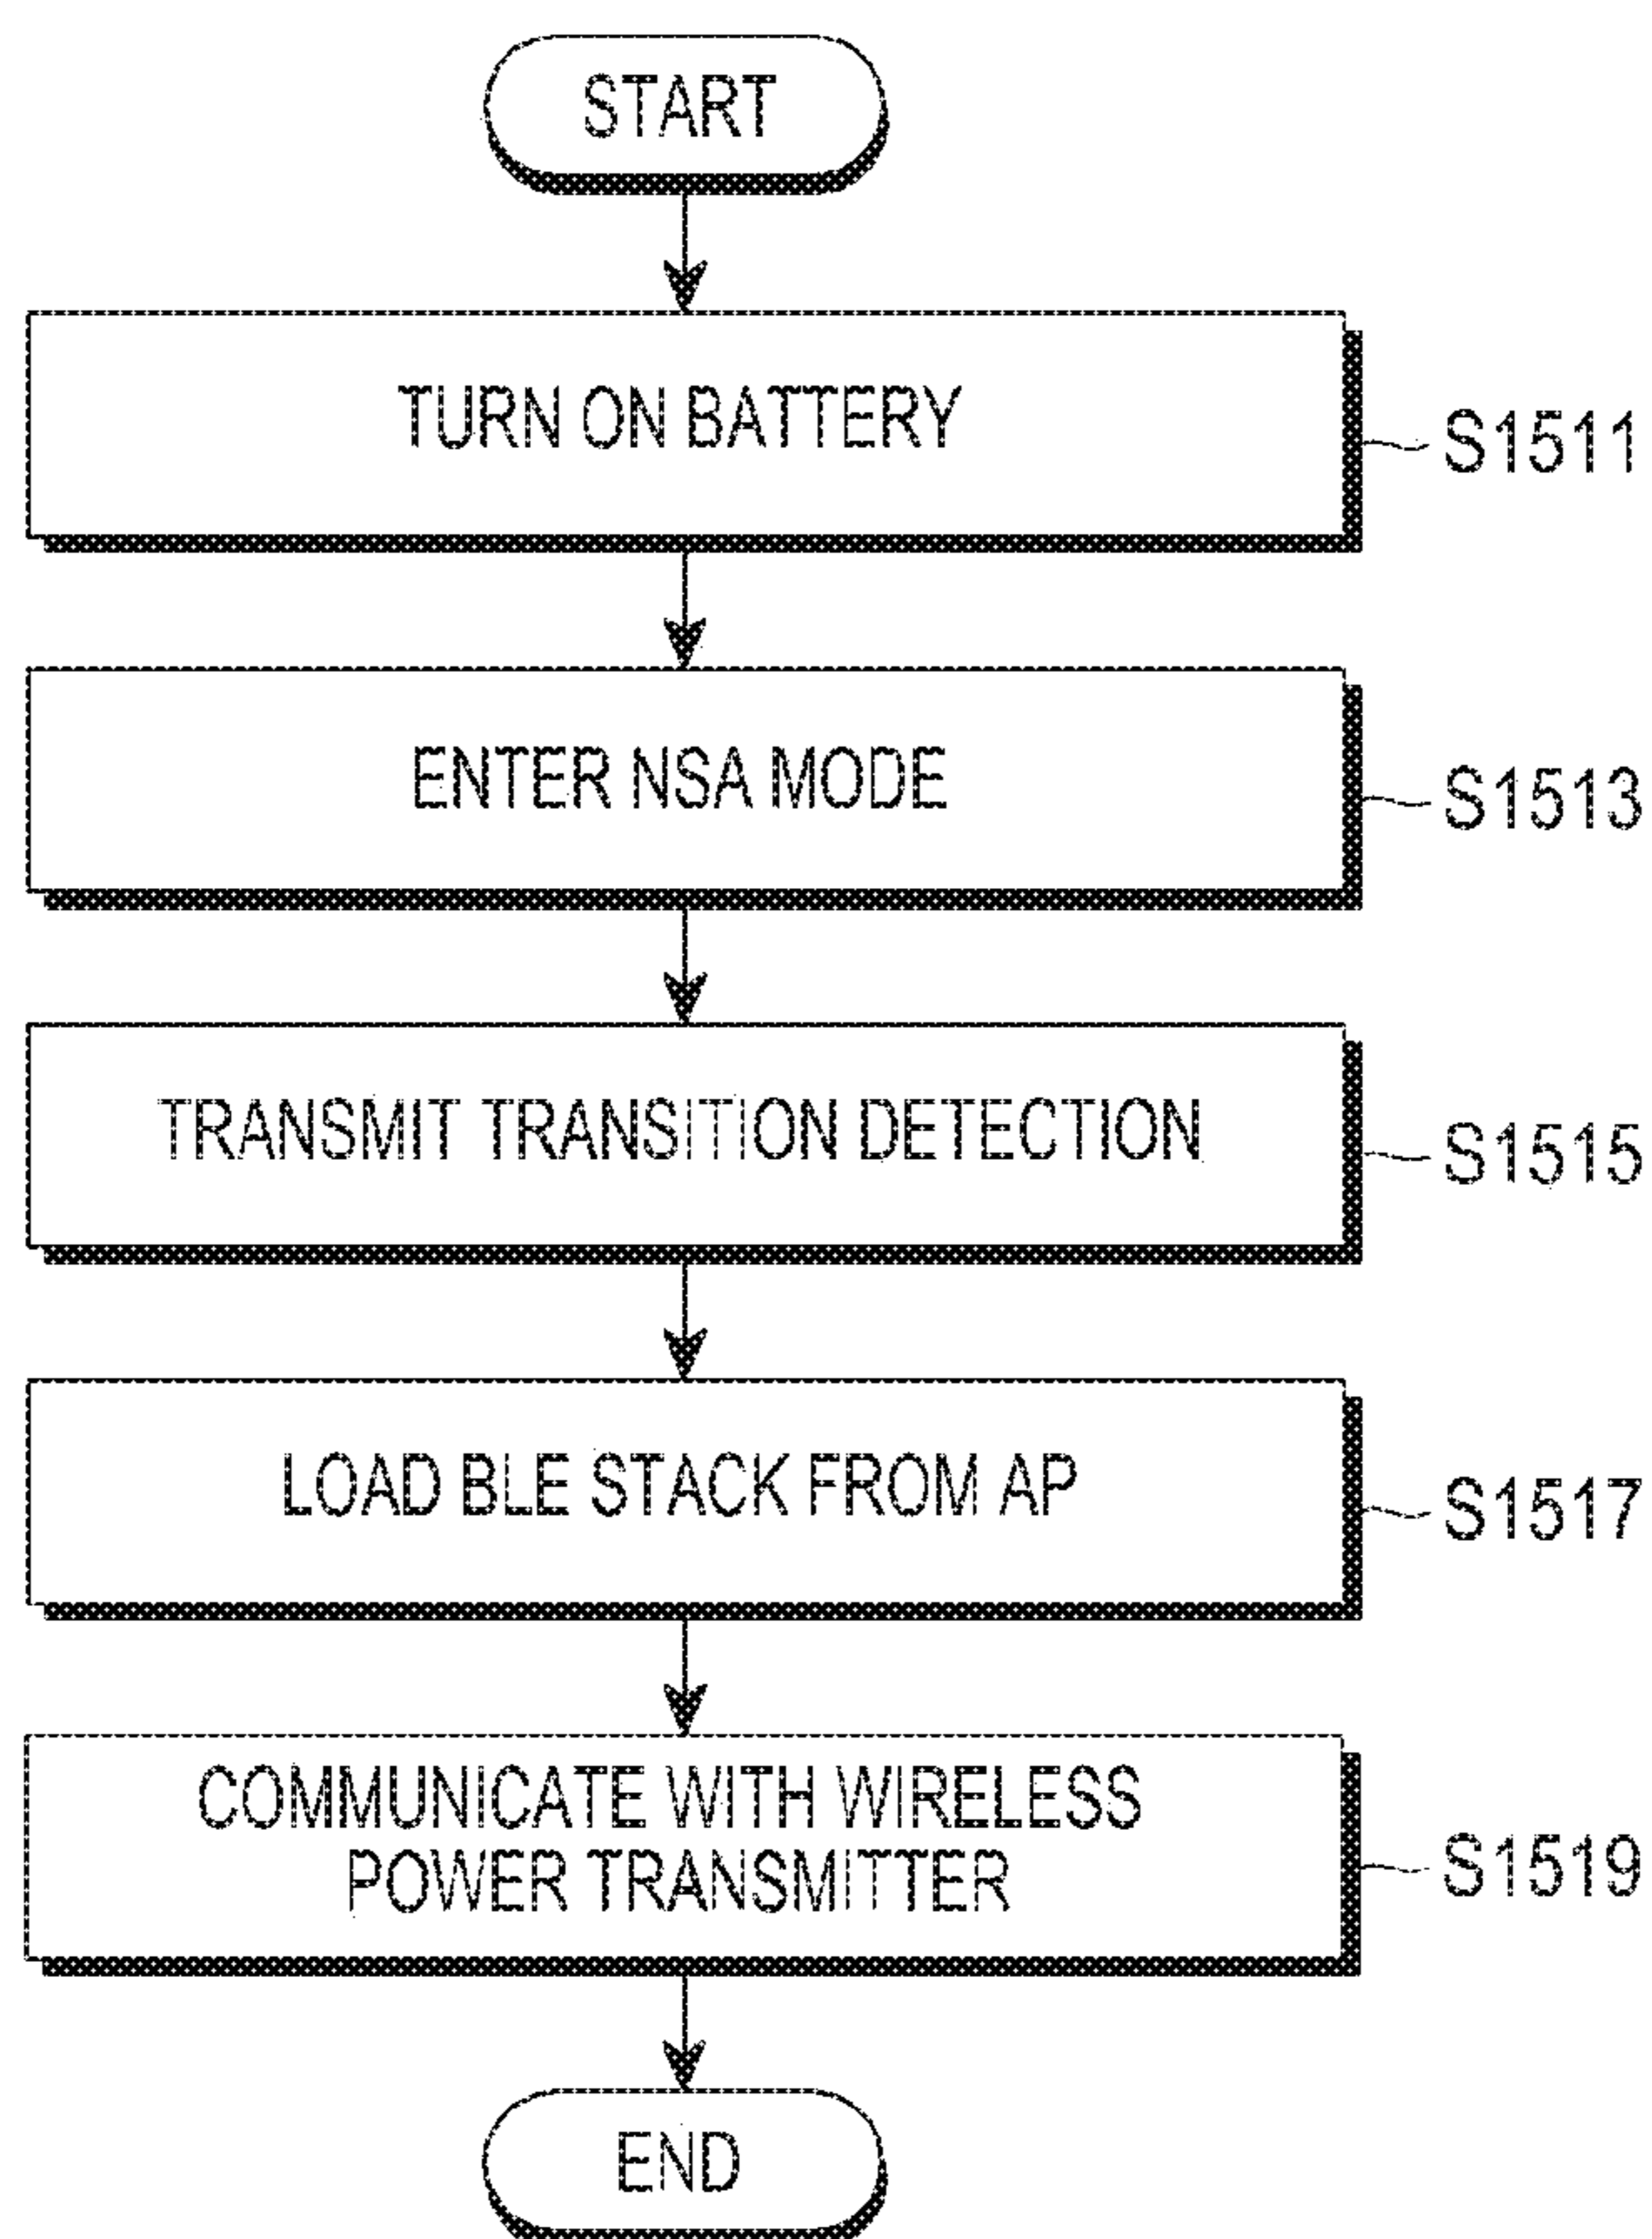 START
TURN ON BATTERY
S1511
ENTER NSA MODE
S1513
TRANSMIT TRANSITION DETECTION
S1515
LOAD BLE STACK FROM AP
S1517
COMMUNICATE WITH WIRELESS
POWER TRANSMITTER
S1519
END